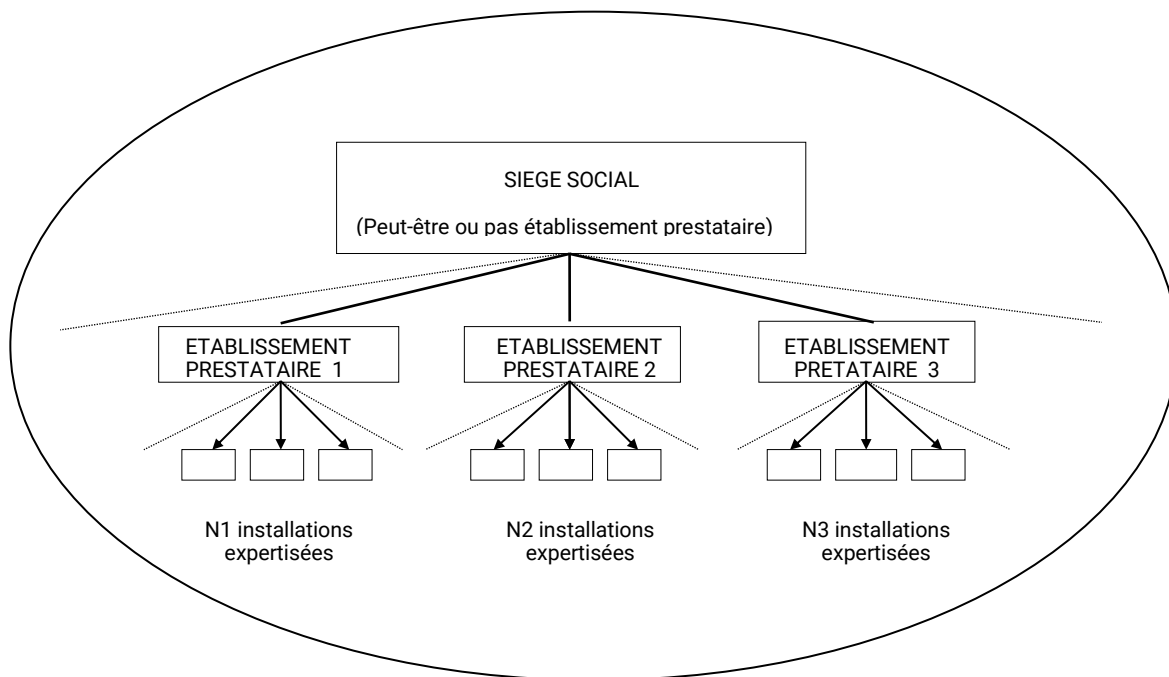 SIEGE SOCIAL
(Peut-être ou pas établissement prestataire)
ETABLISSEMENT
PRESTATAIRE 1
ETABLISSEMENT
PRESTATAIRE 2
ETABLISSEMENT
PRETATAIRE 3
N1 installations
expertisées
N2 installations
expertisées
N3 installations
expertisées